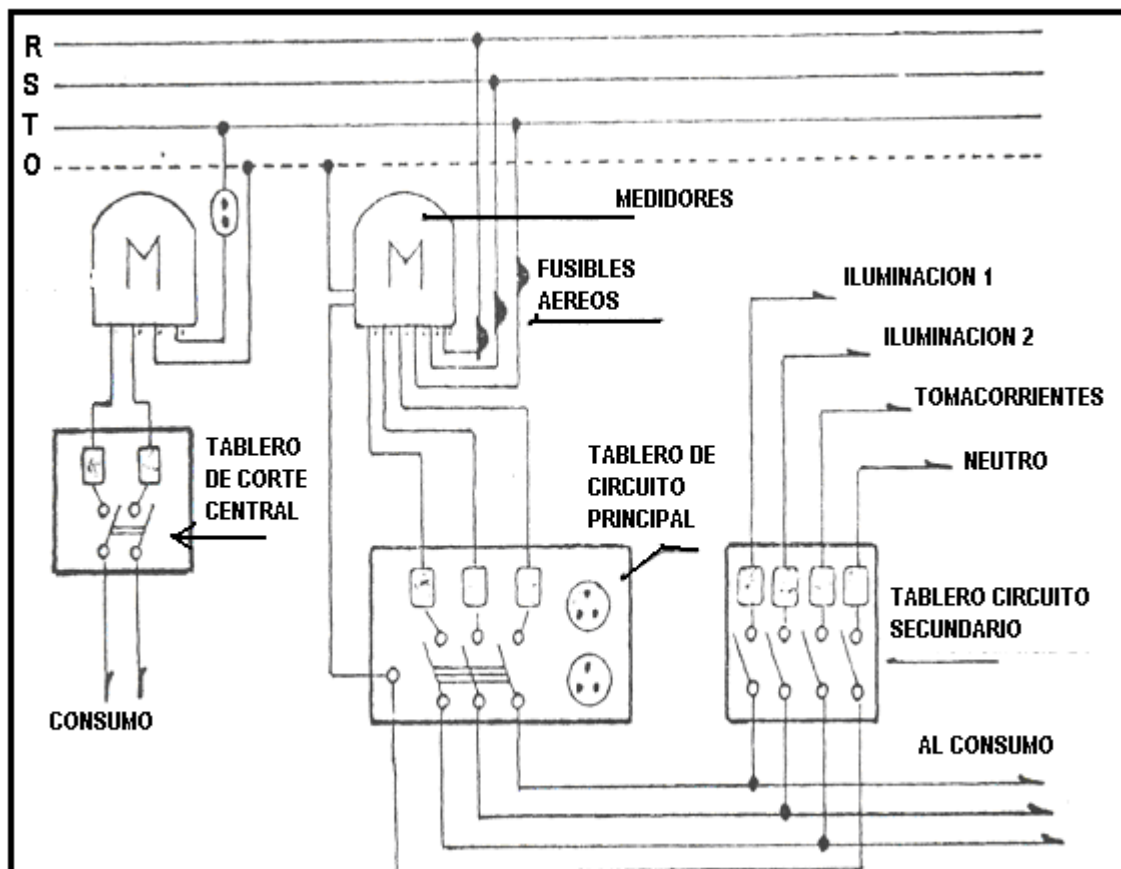 R
S
T
O
M
M
MEDIDORES
FUSIBLES
AEREOS
ILUMINACION 1
ILUMINACION 2
TOMACORRIENTES
NEUTRO
TABLERO
DE CORTE
CENTRAL
TABLERO DE
CIRCUITO
PRINCIPAL
TABLERO CIRCUITO
SECUNDARIO
CONSUMO
AL CONSUMO